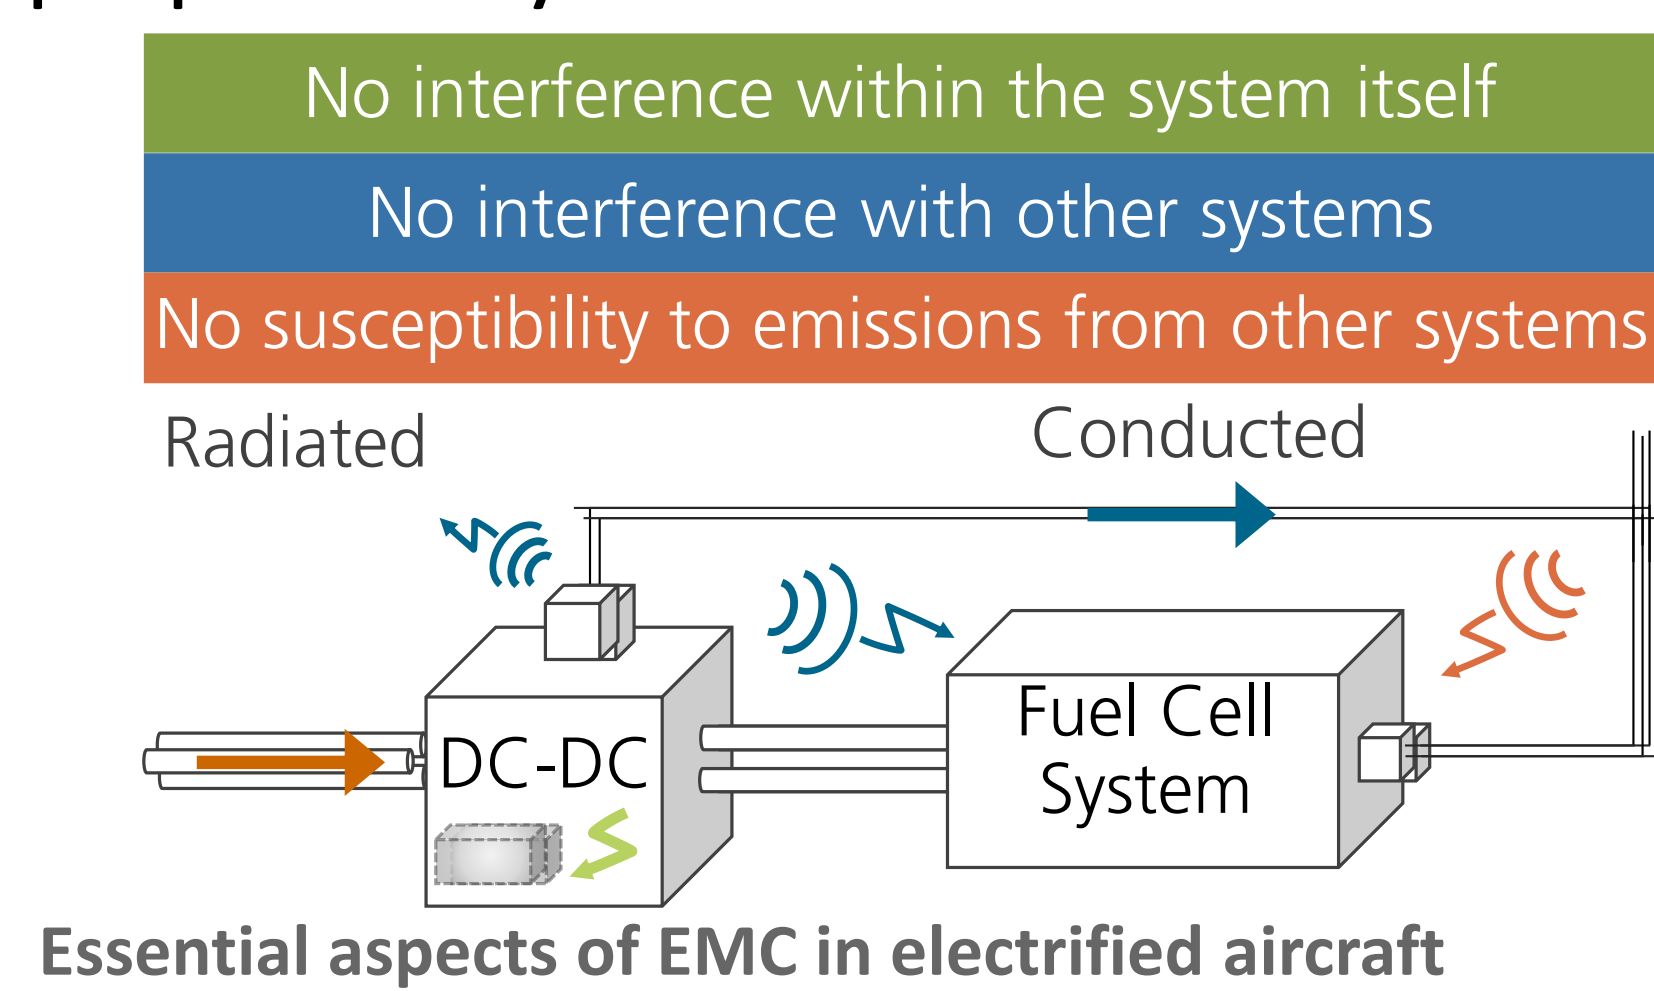 No interference within the system itself
No interference with other systems
No susceptibility to emissions from other systems
Radiated
Conducted
DC-DC
Fuel Cell
System
Essential aspects of EMC in electrified aircraft